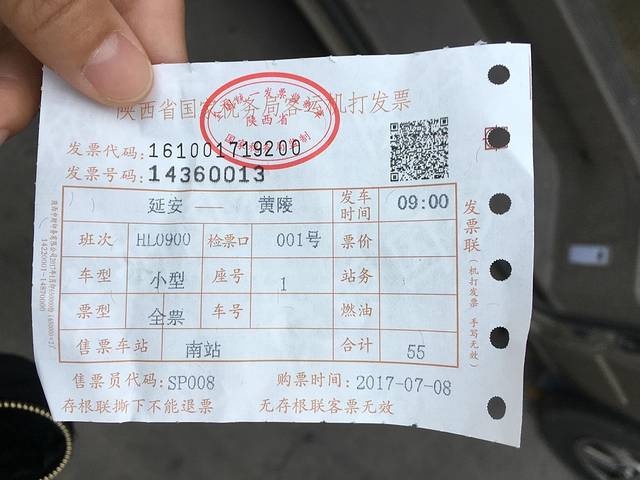 陕西省国家税务局客运机打发票
陕西省
发票代码:161001719200
发票号码:14360013
延安 —— 黄陵 发车时间 09:00
班次 HL0900 检票口 001号 票价
车型 小型 座号 1 站务
票型 全票 车号 燃油
售票车站 南站 合计 55
售票员代码:SP008 购票时间:2017-07-08
存根联撕下不能退票 无存根联客票无效
发票联(机打发票 手写无效)